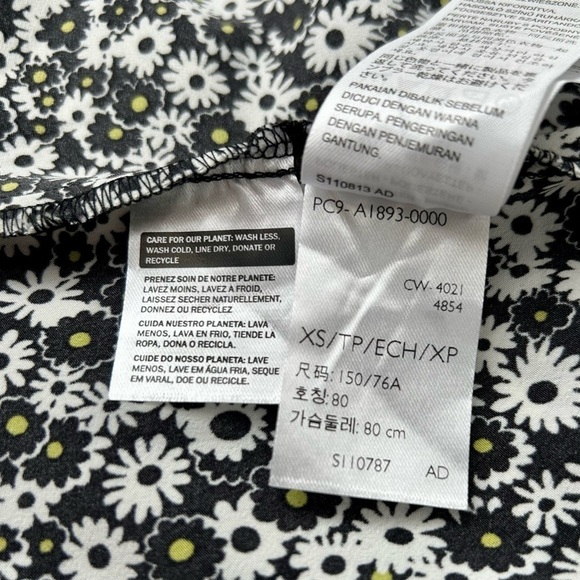 PAKAIAN DIBALIK SEBELUM
DICUCI DENGAN WARNA
SERUPA. PENGERINGAN
DENGAN PENJEMURAN
GANTUNG.
S110813 AD
PC9- A1893-0000
CW- 4021
4854
XS/TP/ECH/XP
尺码: 150/76A
호칭: 80
가슴둘레: 80 cm
S110787 AD
CARE FOR OUR PLANET: WASH LESS,
WASH COLD, LINE DRY, DONATE OR
RECYCLE
PRENEZ SOIN DE NOTRE PLANETE:
LAVEZ MOINS, LAVEZ A FROID,
LAISSEZ SECHER NATURELLEMENT,
DONNEZ OU RECYCLEZ
CUIDA NUESTRO PLANETA: LAVA
MENOS, LAVA EN FRIO, TIENDE LA
ROPA, DONA O RECICLA.
CUIDE DO NOSSO PLANETA: LAVE
MENOS, LAVE EM ÁGUA FRIA, SEQUE
EM VARAL, DOE OU RECICLE.